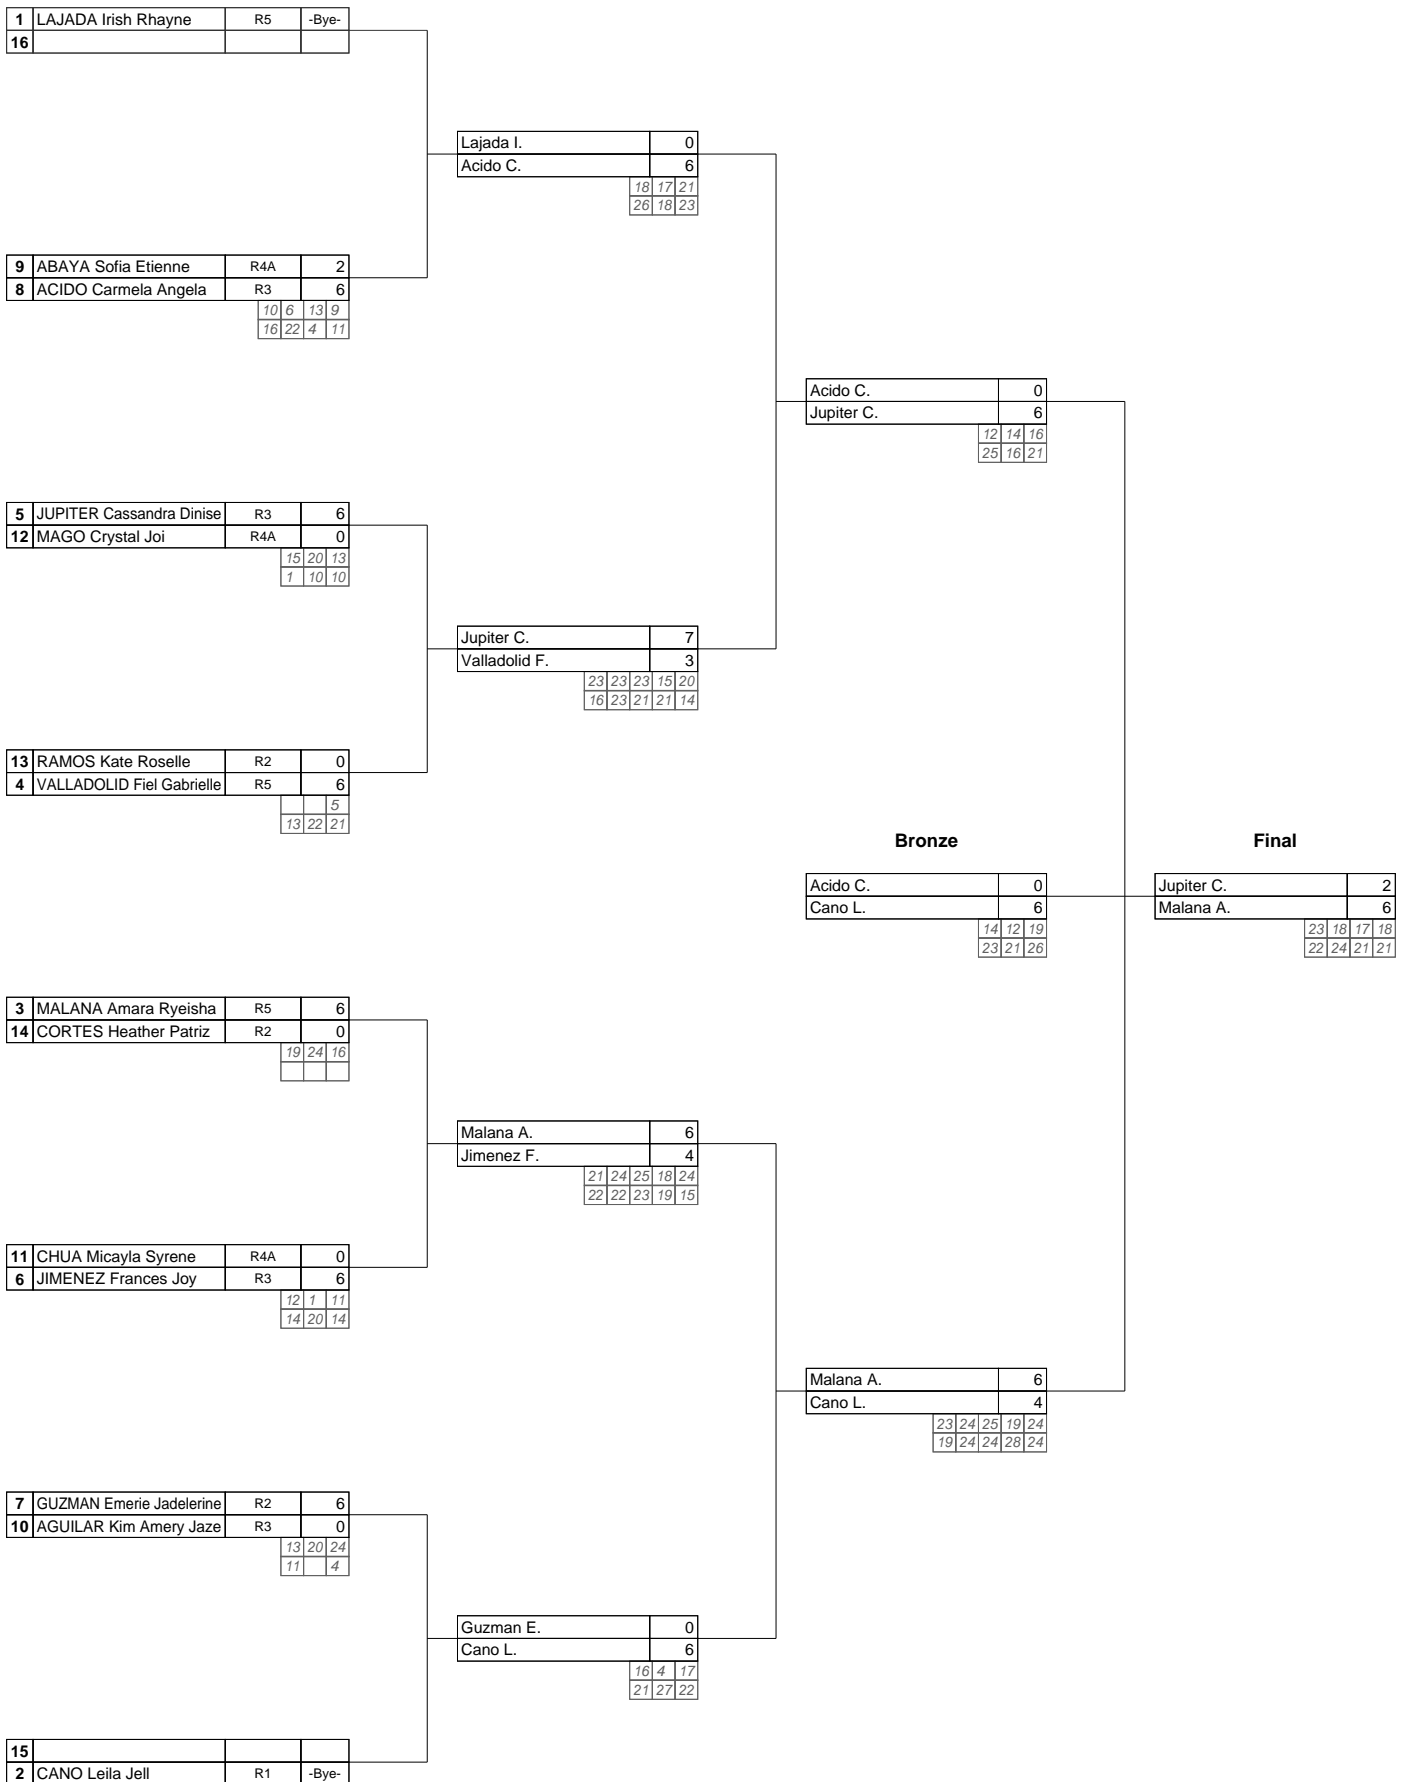 1 LAJADA Irish Rhayne R5 -Bye-
16
Lajada I. 0
Acido C. 6
18 17 21
26 18 23
9 ABAYA Sofia Etienne R4A 2
8 ACIDO Carmela Angela R3 6
10 6 13 9
16 22 4 11
Acido C. 0
Jupiter C. 6
12 14 16
25 16 21
5 JUPITER Cassandra Dinise R3 6
12 MAGO Crystal Joi R4A 0
15 20 13
1 10 10
Jupiter C. 7
Valladolid F. 3
23 23 23 15 20
16 23 21 21 14
13 RAMOS Kate Roselle R2 0
4 VALLADOLID Fiel Gabrielle R5 6
5
13 22 21
Bronze Final
Acido C. 0 Jupiter C. 2
Cano L. 6 Malana A. 6
14 12 19 23 18 17 18
23 21 26 22 24 21 21
3 MALANA Amara Ryeisha R5 6
14 CORTES Heather Patriz R2 0
19 24 16
Malana A. 6
Jimenez F. 4
21 24 25 18 24
22 22 23 19 15
11 CHUA Micayla Syrene R4A 0
6 JIMENEZ Frances Joy R3 6
12 1 11
14 20 14
Malana A. 6
Cano L. 4
23 24 25 19 24
19 24 24 28 24
7 GUZMAN Emerie Jadelerine R2 6
10 AGUILAR Kim Amery Jaze R3 0
13 20 24
11 4
Guzman E. 0
Cano L. 6
16 4 17
21 27 22
15
2 CANO Leila Jell R1 -Bye-